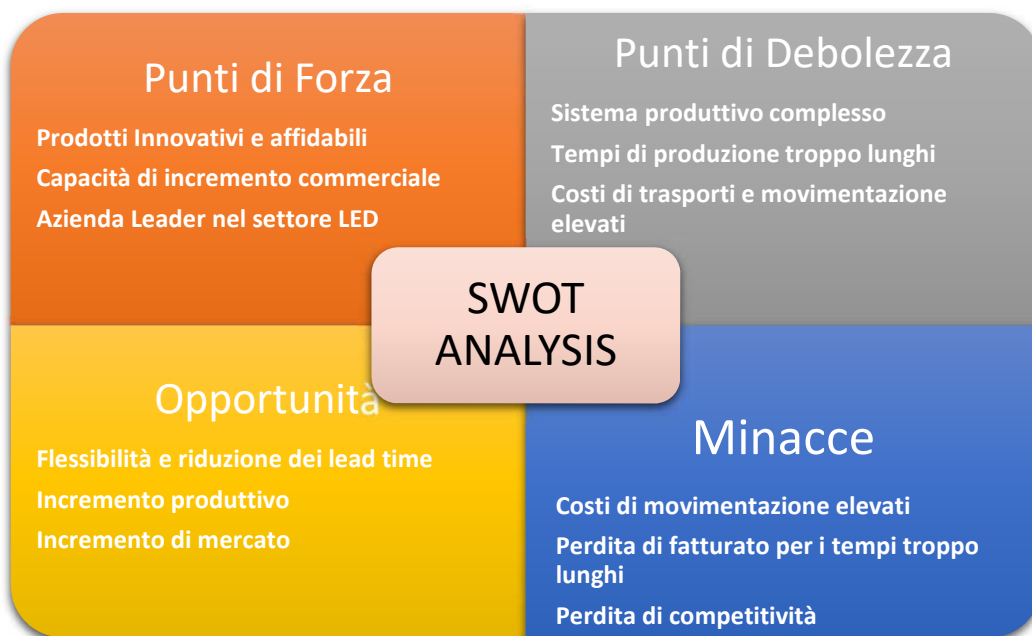 Punti di Forza
Prodotti Innovativi e affidabili
Capacità di incremento commerciale
Azienda Leader nel settore LED
Punti di Debolezza
Sistema produttivo complesso
Tempi di produzione troppo lunghi
Costi di trasporti e movimentazione
elevati
SWOT
ANALYSIS
Opportunità
Flessibilità e riduzione dei lead time
Incremento produttivo
Incremento di mercato
Minacce
Costi di movimentazione elevati
Perdita di fatturato per i tempi troppo
lunghi
Perdita di competitività